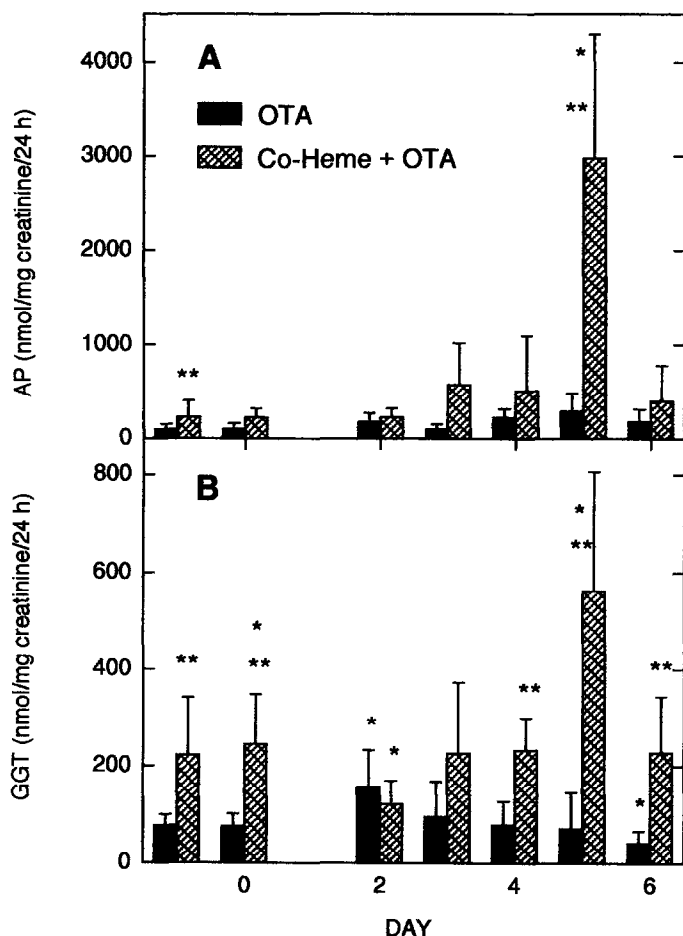 A
OTA
Co-Heme + OTA
AP (nmol/mg creatinine/24 h)
4000
3000
2000
1000
0
*
**
**
B
GGT (nmol/mg creatinine/24 h)
800
600
400
200
0
**
*
**
*
*
**
*
**
*
**
0 2 4 6
DAY